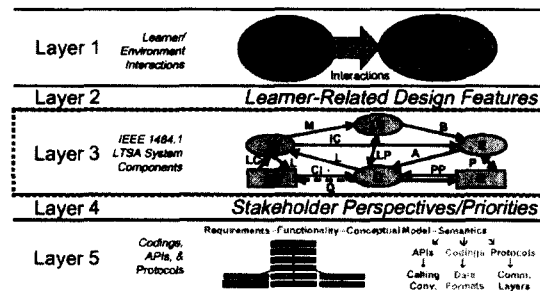 Layer 1
Learner/
Environment
Interactions
Interactions
Layer 2
Learner-Related Design Features
Layer 3
IEEE 1484.1
LTSA System
Components
M
B
IC
L
A
LP
LC
CI
Q
PP
P
Layer 4
Stakeholder Perspectives/Priorities
Layer 5
Codings,
APIs, &
Protocols
Requirements - Functionality - Conceptual Model - Semantics
APIs Codings Protocols
Calling Data Comm.
Conv. Formats Layers